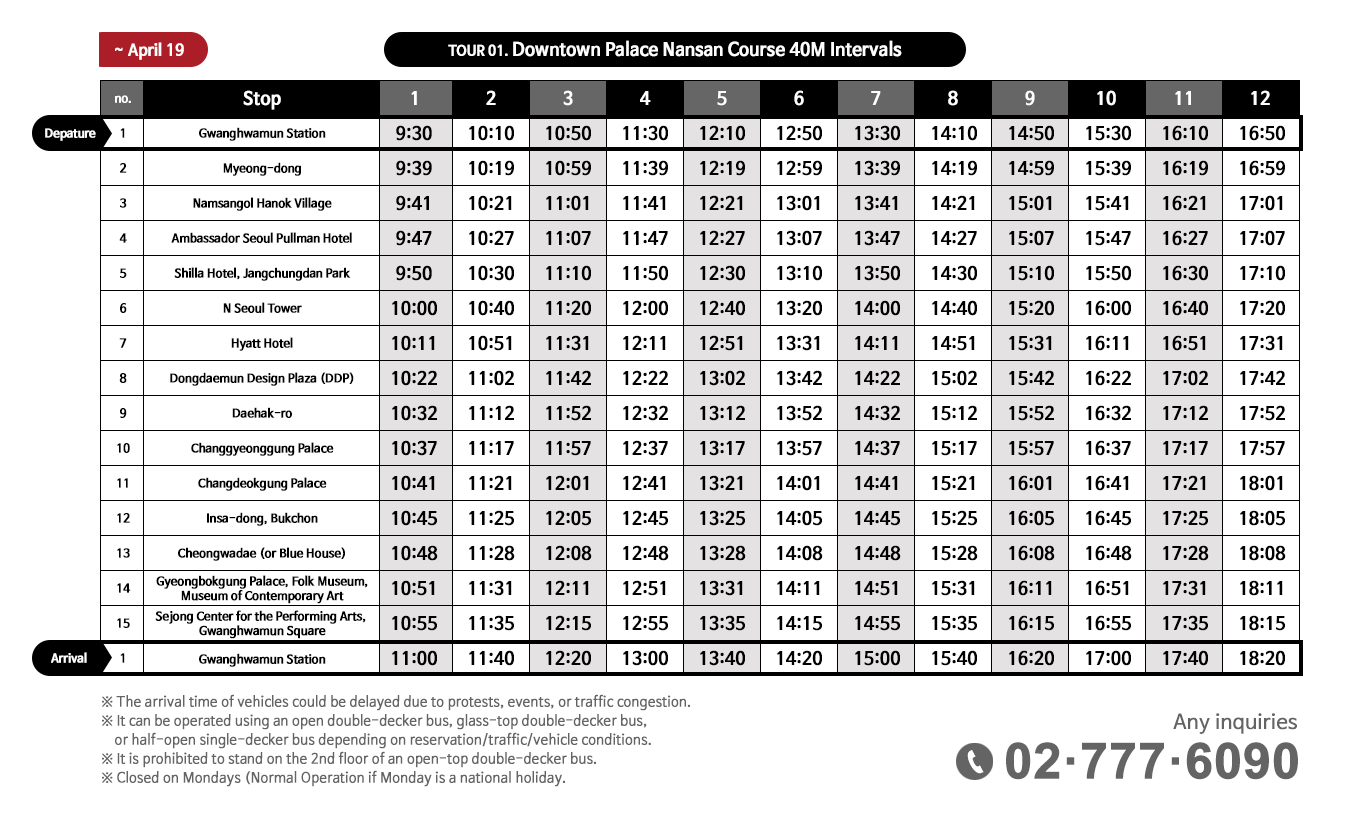 ~ April 19
TOUR 01. Downtown Palace Nansan Course 40M Intervals
no. Stop 1 2 3 4 5 6 7 8 9 10 11 12
Depature 1 Gwanghwamun Station 9:30 10:10 10:50 11:30 12:10 12:50 13:30 14:10 14:50 15:30 16:10 16:50
2 Myeong-dong 9:39 10:19 10:59 11:39 12:19 12:59 13:39 14:19 14:59 15:39 16:19 16:59
3 Namsangol Hanok Village 9:41 10:21 11:01 11:41 12:21 13:01 13:41 14:21 15:01 15:41 16:21 17:01
4 Ambassador Seoul Pullman Hotel 9:47 10:27 11:07 11:47 12:27 13:07 13:47 14:27 15:07 15:47 16:27 17:07
5 Shilla Hotel, Jangchungdan Park 9:50 10:30 11:10 11:50 12:30 13:10 13:50 14:30 15:10 15:50 16:30 17:10
6 N Seoul Tower 10:00 10:40 11:20 12:00 12:40 13:20 14:00 14:40 15:20 16:00 16:40 17:20
7 Hyatt Hotel 10:11 10:51 11:31 12:11 12:51 13:31 14:11 14:51 15:31 16:11 16:51 17:31
8 Dongdaemun Design Plaza (DDP) 10:22 11:02 11:42 12:22 13:02 13:42 14:22 15:02 15:42 16:22 17:02 17:42
9 Daehak-ro 10:32 11:12 11:52 12:32 13:12 13:52 14:32 15:12 15:52 16:32 17:12 17:52
10 Changgyeonggung Palace 10:37 11:17 11:57 12:37 13:17 13:57 14:37 15:17 15:57 16:37 17:17 17:57
11 Changdeokgung Palace 10:41 11:21 12:01 12:41 13:21 14:01 14:41 15:21 16:01 16:41 17:21 18:01
12 Insa-dong, Bukchon 10:45 11:25 12:05 12:45 13:25 14:05 14:45 15:25 16:05 16:45 17:25 18:05
13 Cheongwadae (or Blue House) 10:48 11:28 12:08 12:48 13:28 14:08 14:48 15:28 16:08 16:48 17:28 18:08
14 Gyeongbokgung Palace, Folk Museum,
Museum of Contemporary Art 10:51 11:31 12:11 12:51 13:31 14:11 14:51 15:31 16:11 16:51 17:31 18:11
15 Sejong Center for the Performing Arts,
Gwanghwamun Square 10:55 11:35 12:15 12:55 13:35 14:15 14:55 15:35 16:15 16:55 17:35 18:15
Arrival 1 Gwanghwamun Station 11:00 11:40 12:20 13:00 13:40 14:20 15:00 15:40 16:20 17:00 17:40 18:20
※ The arrival time of vehicles could be delayed due to protests, events, or traffic congestion.
※ It can be operated using an open double-decker bus, glass-top double-decker bus,
or half-open single-decker bus depending on reservation/traffic/vehicle conditions.
※ It is prohibited to stand on the 2nd floor of an open-top double-decker bus.
※ Closed on Mondays (Normal Operation if Monday is a national holiday.
Any inquiries
02·777·6090